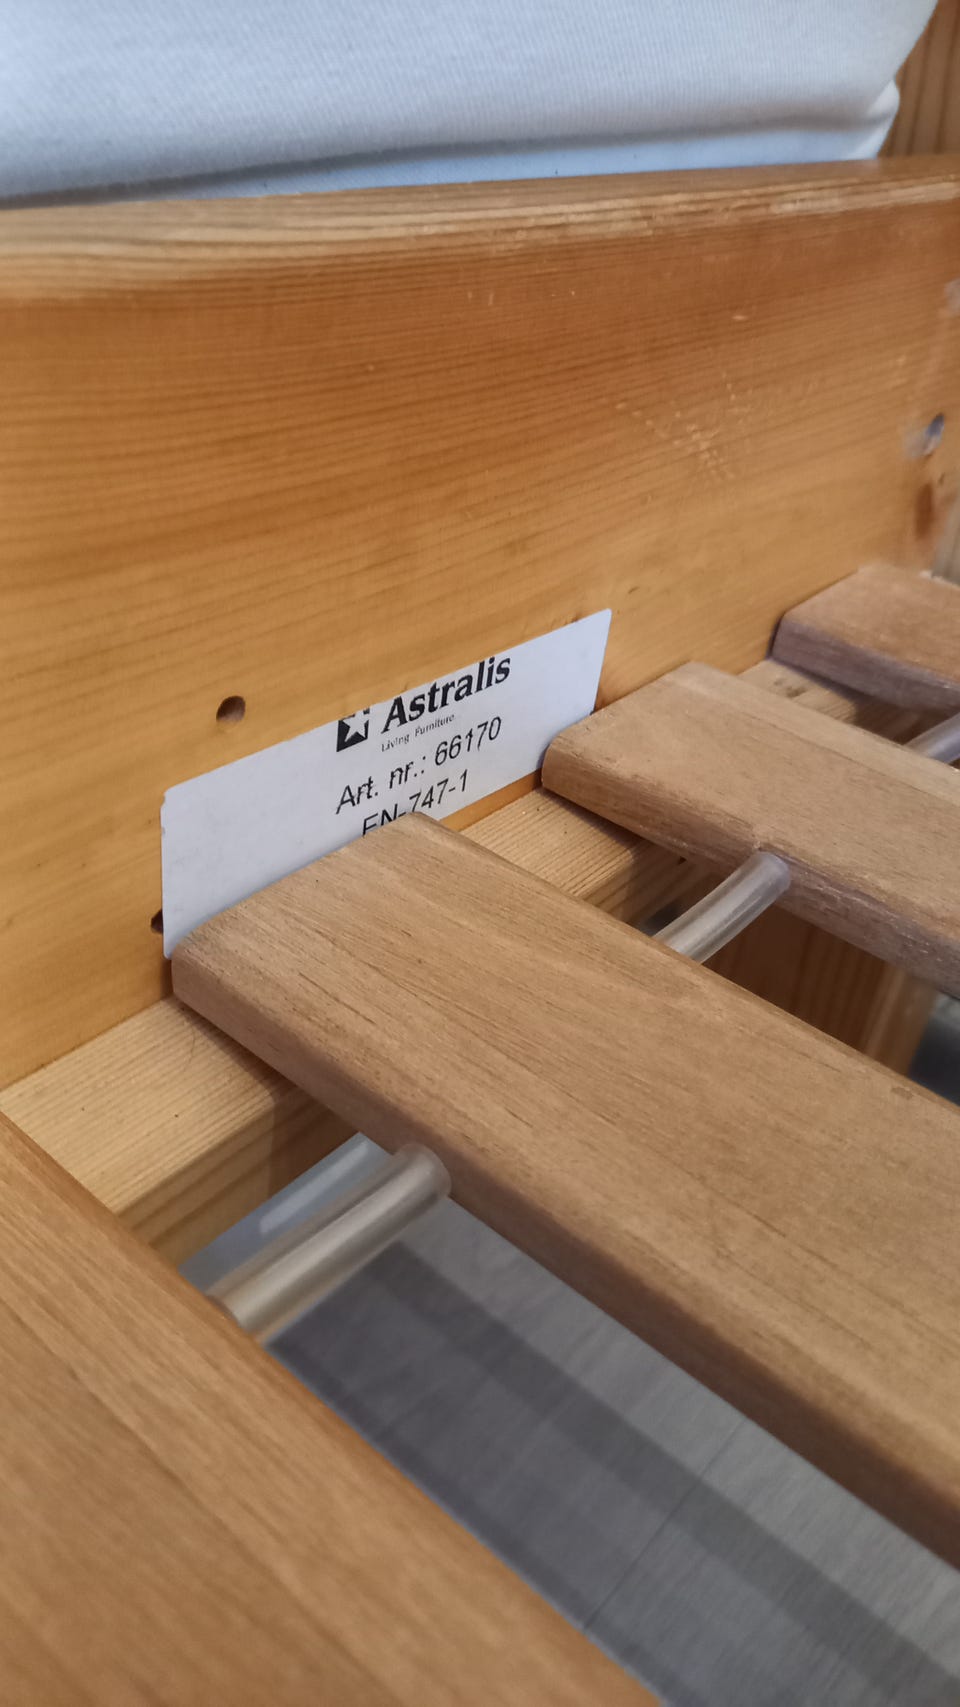 Astralis
Living Furniture
Art. nr.: 66170
EN-747-1